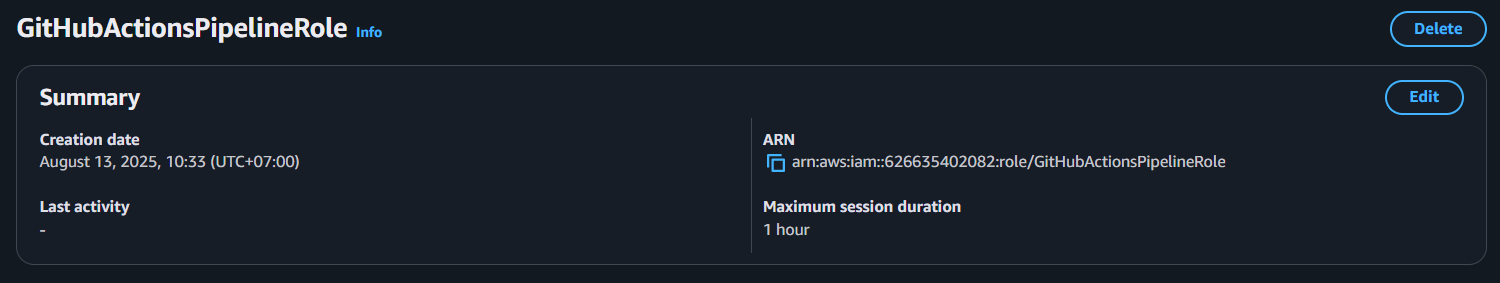 GitHubActionsPipelineRole Info
Delete
Summary
Edit
Creation date
August 13, 2025, 10:33 (UTC+07:00)
ARN
arn:aws:iam::626635402082:role/GitHubActionsPipelineRole
Last activity
-
Maximum session duration
1 hour